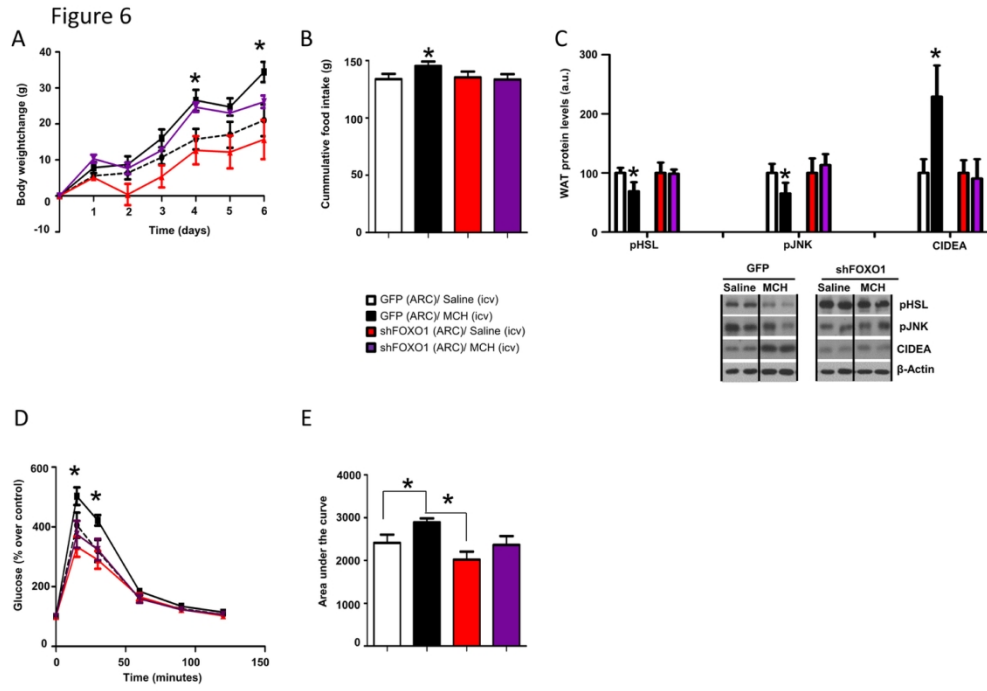 Figure 6
A
*
*
40
30
20
10
0
-10
Body weightchange (g)
1 2 3 4 5 6
Time (days)
B
*
150
100
50
0
Cummulative food intake (g)
C
*
* *
300
200
100
0
WAT protein levels (a.u.)
pHSL pJNK CIDEA
GFP (ARC)/ Saline (icv)
GFP (ARC)/ MCH (icv)
shFOXO1 (ARC)/ Saline (icv)
shFOXO1 (ARC)/ MCH (icv)
GFP shFOXO1
Saline MCH Saline MCH
pHSL
pJNK
CIDEA
β-Actin
D
*
*
600
400
200
0
Glucose (% over control)
0 50 100 150
Time (minutes)
E
* *
4000
3000
2000
1000
0
Area under the curve